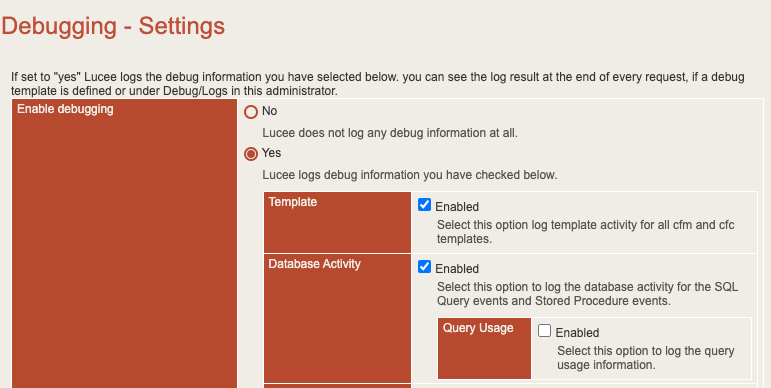 Debugging - Settings
If set to "yes" Lucee logs the debug information you have selected below. you can see the log result at the end of every request, if a debug
template is defined or under Debug/Logs in this administrator.
Enable debugging
No
Lucee does not log any debug information at all.
Yes
Lucee logs debug information you have checked below.
Template
Enabled
Select this option log template activity for all cfm and cfc
templates.
Database Activity
Enabled
Select this option to log the database activity for the SQL
Query events and Stored Procedure events.
Query Usage
Enabled
Select this option to log the query
usage information.